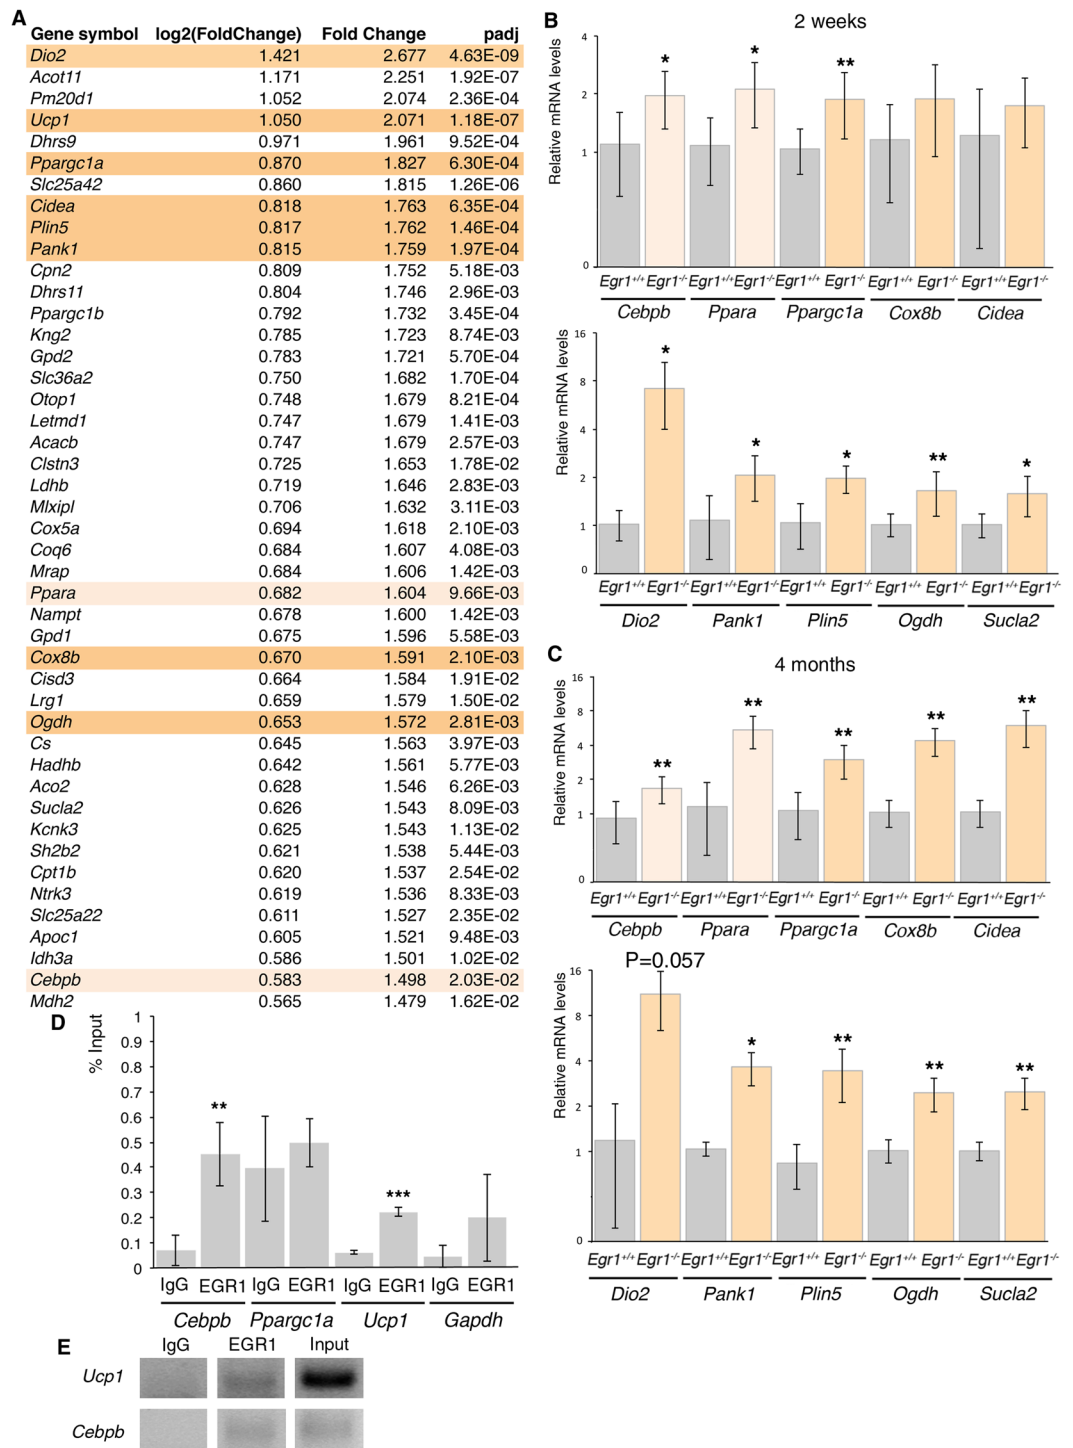 A
Gene symbol log2(FoldChange) Fold Change padj
Dio2 1.421 2.677 4.63E-09
Acot11 1.171 2.251 1.92E-07
Pm20d1 1.052 2.074 2.36E-04
Ucp1 1.050 2.071 1.18E-07
Dhrs9 0.971 1.961 9.52E-04
Ppargc1a 0.870 1.827 6.30E-04
Slc25a42 0.860 1.815 1.26E-06
Cidea 0.818 1.763 6.35E-04
Plin5 0.817 1.762 1.46E-04
Pank1 0.815 1.759 1.97E-04
Cpn2 0.809 1.752 5.18E-03
Dhrs11 0.804 1.746 2.96E-03
Ppargc1b 0.792 1.732 3.45E-04
Kng2 0.785 1.723 8.74E-03
Gpd2 0.783 1.721 5.70E-04
Slc36a2 0.750 1.682 1.70E-04
Otop1 0.748 1.679 8.21E-04
Letmd1 0.747 1.679 1.41E-03
Acacb 0.747 1.679 2.57E-03
Clstn3 0.725 1.653 1.78E-02
Ldhb 0.719 1.646 2.83E-03
Mlxipl 0.706 1.632 3.11E-03
Cox5a 0.694 1.618 2.10E-03
Coq6 0.684 1.607 4.08E-03
Mrap 0.684 1.606 1.42E-03
Ppara 0.682 1.604 9.66E-03
Nampt 0.678 1.600 1.42E-03
Gpd1 0.675 1.596 5.58E-03
Cox8b 0.670 1.591 2.10E-03
Cisd3 0.664 1.584 1.91E-02
Lrg1 0.659 1.579 1.50E-02
Ogdh 0.653 1.572 2.81E-03
Cs 0.645 1.563 3.97E-03
Hadhb 0.642 1.561 5.77E-03
Aco2 0.628 1.546 6.26E-03
Sucla2 0.626 1.543 8.09E-03
Kcnk3 0.625 1.543 1.13E-02
Sh2b2 0.621 1.538 5.44E-03
Cpt1b 0.620 1.537 2.54E-02
Ntrk3 0.619 1.536 8.33E-03
Slc25a22 0.611 1.527 2.35E-02
Apoc1 0.605 1.521 9.48E-03
Idh3a 0.586 1.501 1.02E-02
Cebpb 0.583 1.498 2.03E-02
Mdh2 0.565 1.479 1.62E-02
B
2 weeks
Relative mRNA levels
4
2
1
0
* * **
Egr1+/+ Egr1-/- Egr1+/+ Egr1-/- Egr1+/+ Egr1-/- Egr1+/+ Egr1-/- Egr1+/+ Egr1-/-
Cebpb Ppara Ppargc1a Cox8b Cidea
Relative mRNA levels
16
8
4
2
1
0
* * * ** *
Egr1+/+ Egr1-/- Egr1+/+ Egr1-/- Egr1+/+ Egr1-/- Egr1+/+ Egr1-/- Egr1+/+ Egr1-/-
Dio2 Pank1 Plin5 Ogdh Sucla2
C
4 months
Relative mRNA levels
16
8
4
2
1
0
** ** ** ** **
Egr1+/+ Egr1-/- Egr1+/+ Egr1-/- Egr1+/+ Egr1-/- Egr1+/+ Egr1-/- Egr1+/+ Egr1-/-
Cebpb Ppara Ppargc1a Cox8b Cidea
Relative mRNA levels
16
8
4
2
1
0
P=0.057 * ** ** **
Egr1+/+ Egr1-/- Egr1+/+ Egr1-/- Egr1+/+ Egr1-/- Egr1+/+ Egr1-/- Egr1+/+ Egr1-/-
Dio2 Pank1 Plin5 Ogdh Sucla2
D
% Input
1
0.9
0.8
0.7
0.6
0.5
0.4
0.3
0.2
0.1
0
** ***
IgG EGR1 IgG EGR1 IgG EGR1 IgG EGR1
Cebpb Ppargc1a Ucp1 Gapdh
E
IgG EGR1 Input
Ucp1
Cebpb